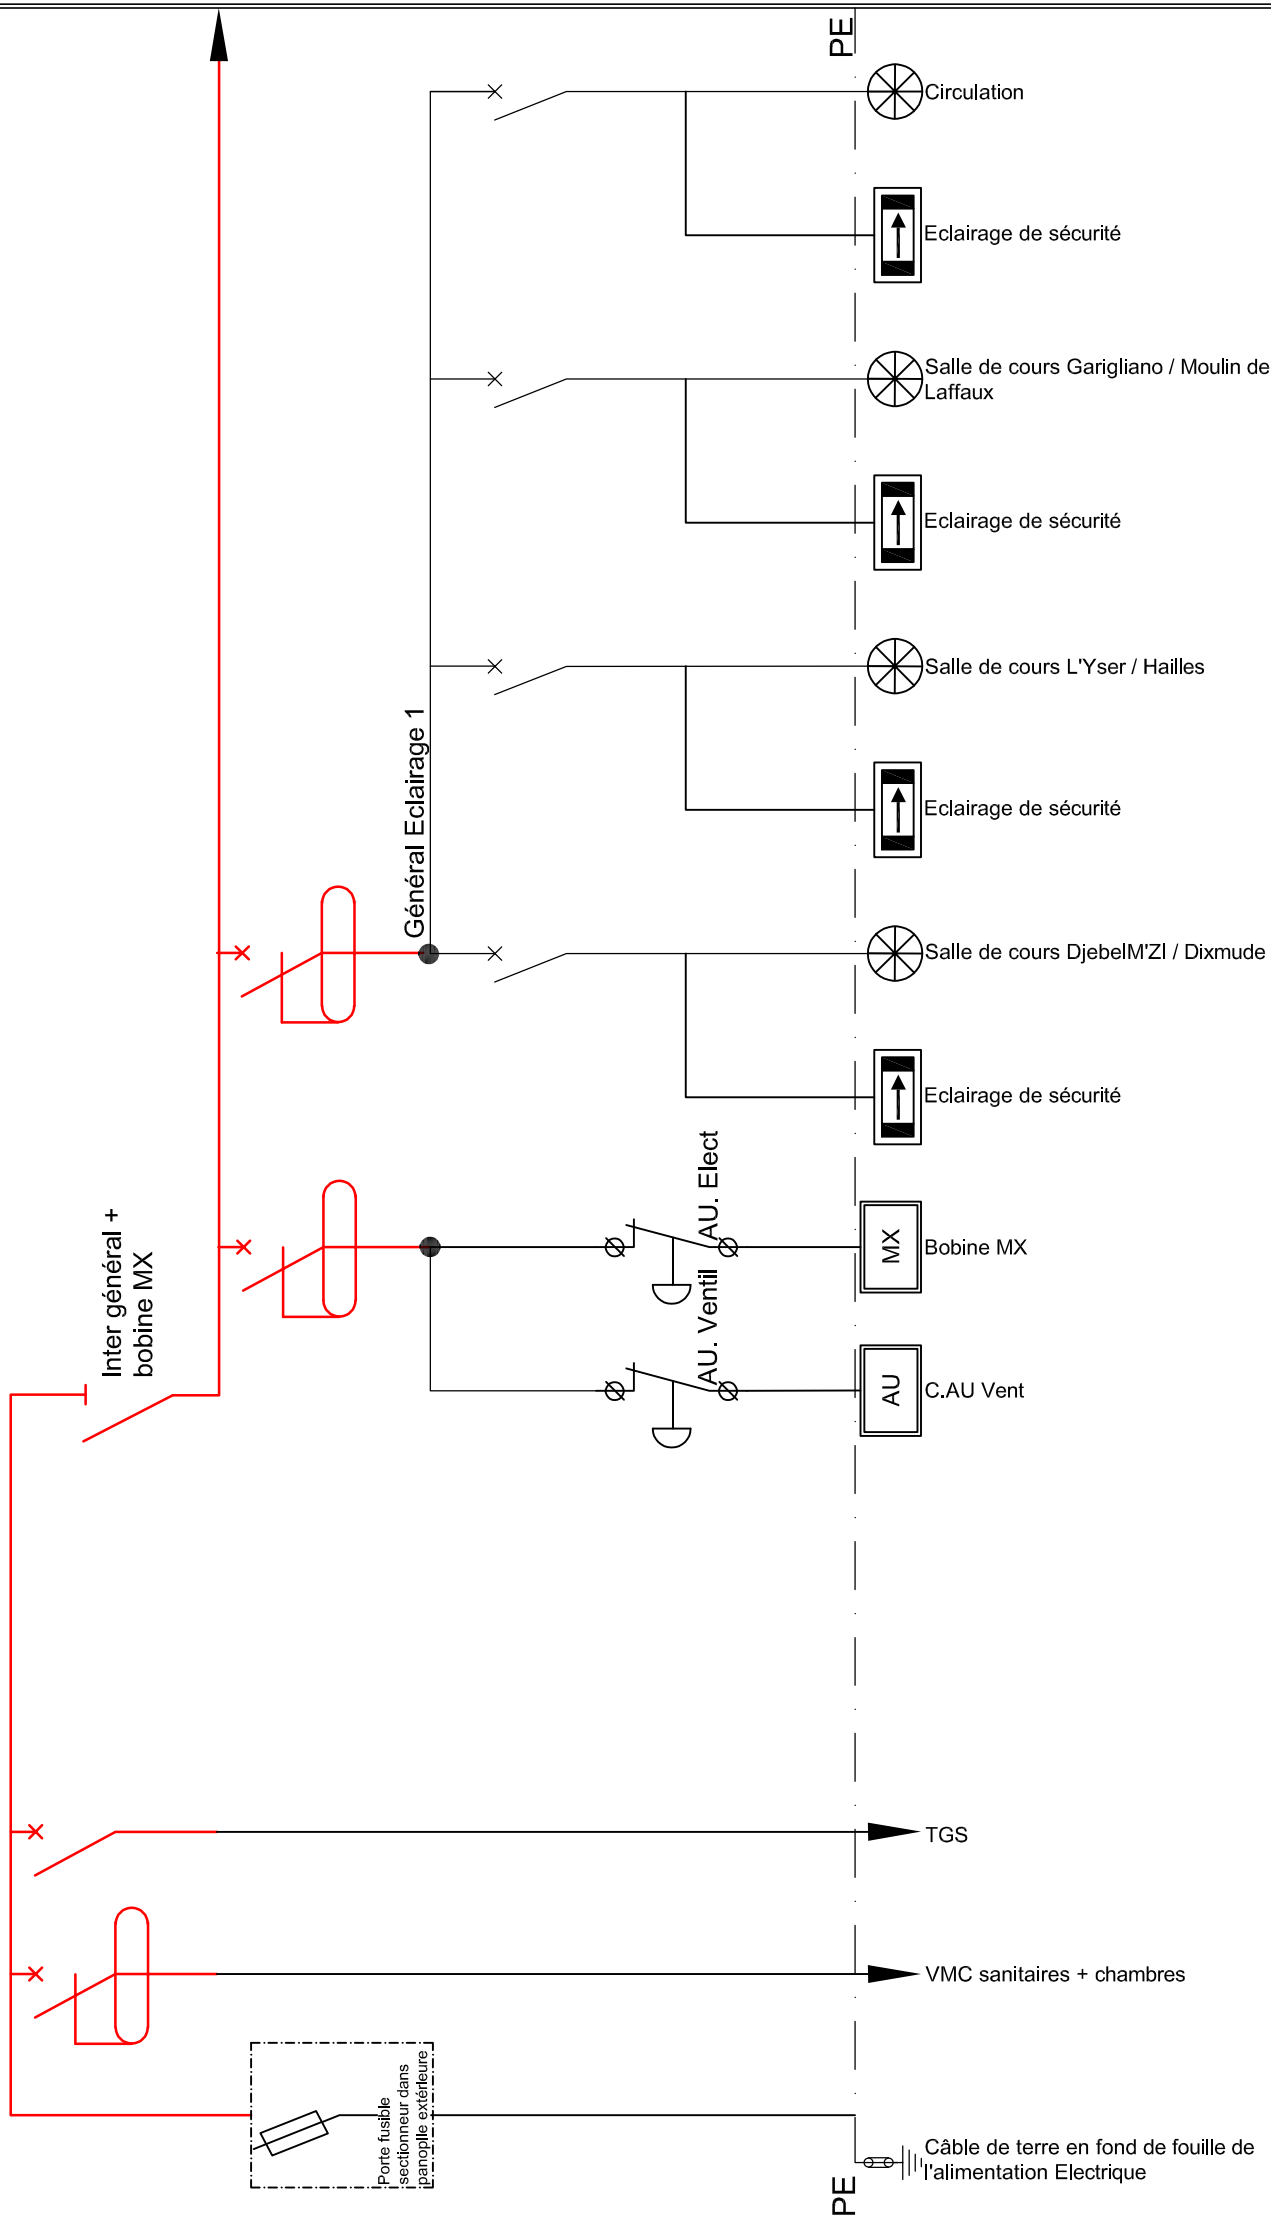 PE
Circulation
Eclairage de sécurité
Salle de cours Garigliano / Moulin de
Laffaux
Eclairage de sécurité
Salle de cours L'Yser / Hailles
Général Eclairage 1
Eclairage de sécurité
Salle de cours DjebelM'Zl / Dixmude
Eclairage de sécurité
AU. Elect
Inter général +
bobine MX
MX
Bobine MX
AU. Ventil
AU
C.AU Vent
TGS
VMC sanitaires + chambres
Porte fusible
sectionneur dans
panoplie extérieure
Câble de terre en fond de fouille de
l'alimentation Electrique
PE